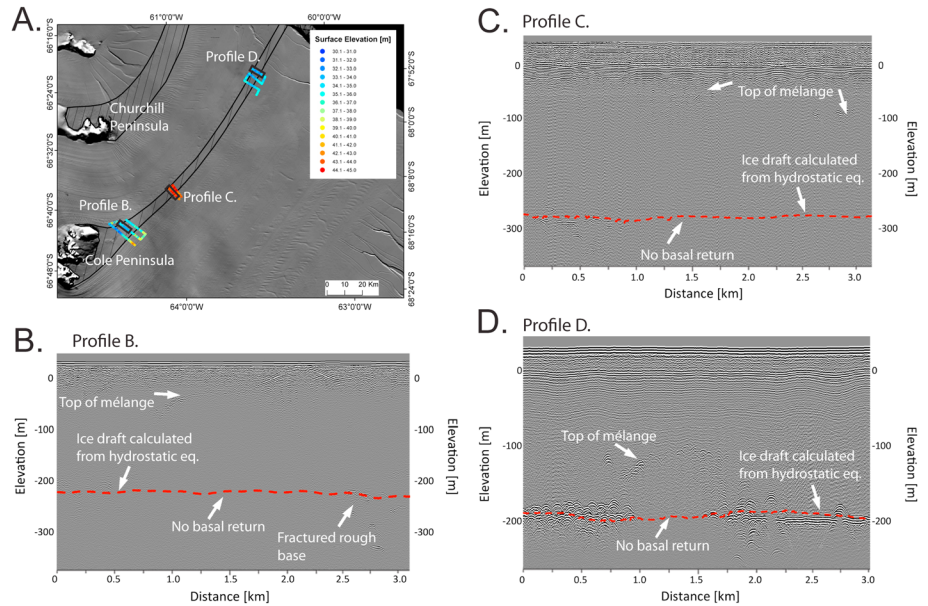 A.
61°0'0"W
60°0'0"W
66°16'0"S
66°24'0"S
66°32'0"S
66°40'0"S
66°48'0"S
67°52'0"S
68°0'0"S
68°8'0"S
68°16'0"S
68°24'0"S
64°0'0"W
63°0'0"W
Profile D.
Churchill
Peninsula
Profile C.
Profile B.
Cole Peninsula
Surface Elevation [m]
30.1 - 31.0
31.1 - 32.0
32.1 - 33.0
33.1 - 34.0
34.1 - 35.0
35.1 - 36.0
36.1 - 37.0
37.1 - 38.0
38.1 - 39.0
39.1 - 40.0
40.1 - 41.0
41.1 - 42.0
42.1 - 43.0
43.1 - 44.0
44.1 - 45.0
0 10 20 Km
B.
Profile B.
Elevation [m]
0
-100
-200
-300
Top of mélange
Ice draft calculated
from hydrostatic eq.
No basal return
Fractured rough
base
0
-100
-200
-300
Elevation [m]
0 0.5 1.0 1.5 2.0 2.5 3.0
Distance [km]
C.
Profile C.
Elevation [m]
0
-100
-200
-300
Top of mélange
Ice draft calculated
from hydrostatic eq.
No basal return
0
-100
-200
-300
Elevation [m]
0 0.5 1.0 1.5 2.0 2.5 3.0
Distance [km]
D.
Profile D.
Elevation [m]
0
-100
-200
Top of mélange
Ice draft calculated
from hydrostatic eq.
No basal return
0
-100
-200
Elevation [m]
0 0.5 1.0 1.5 2.0 2.5 3.0
Distance [km]